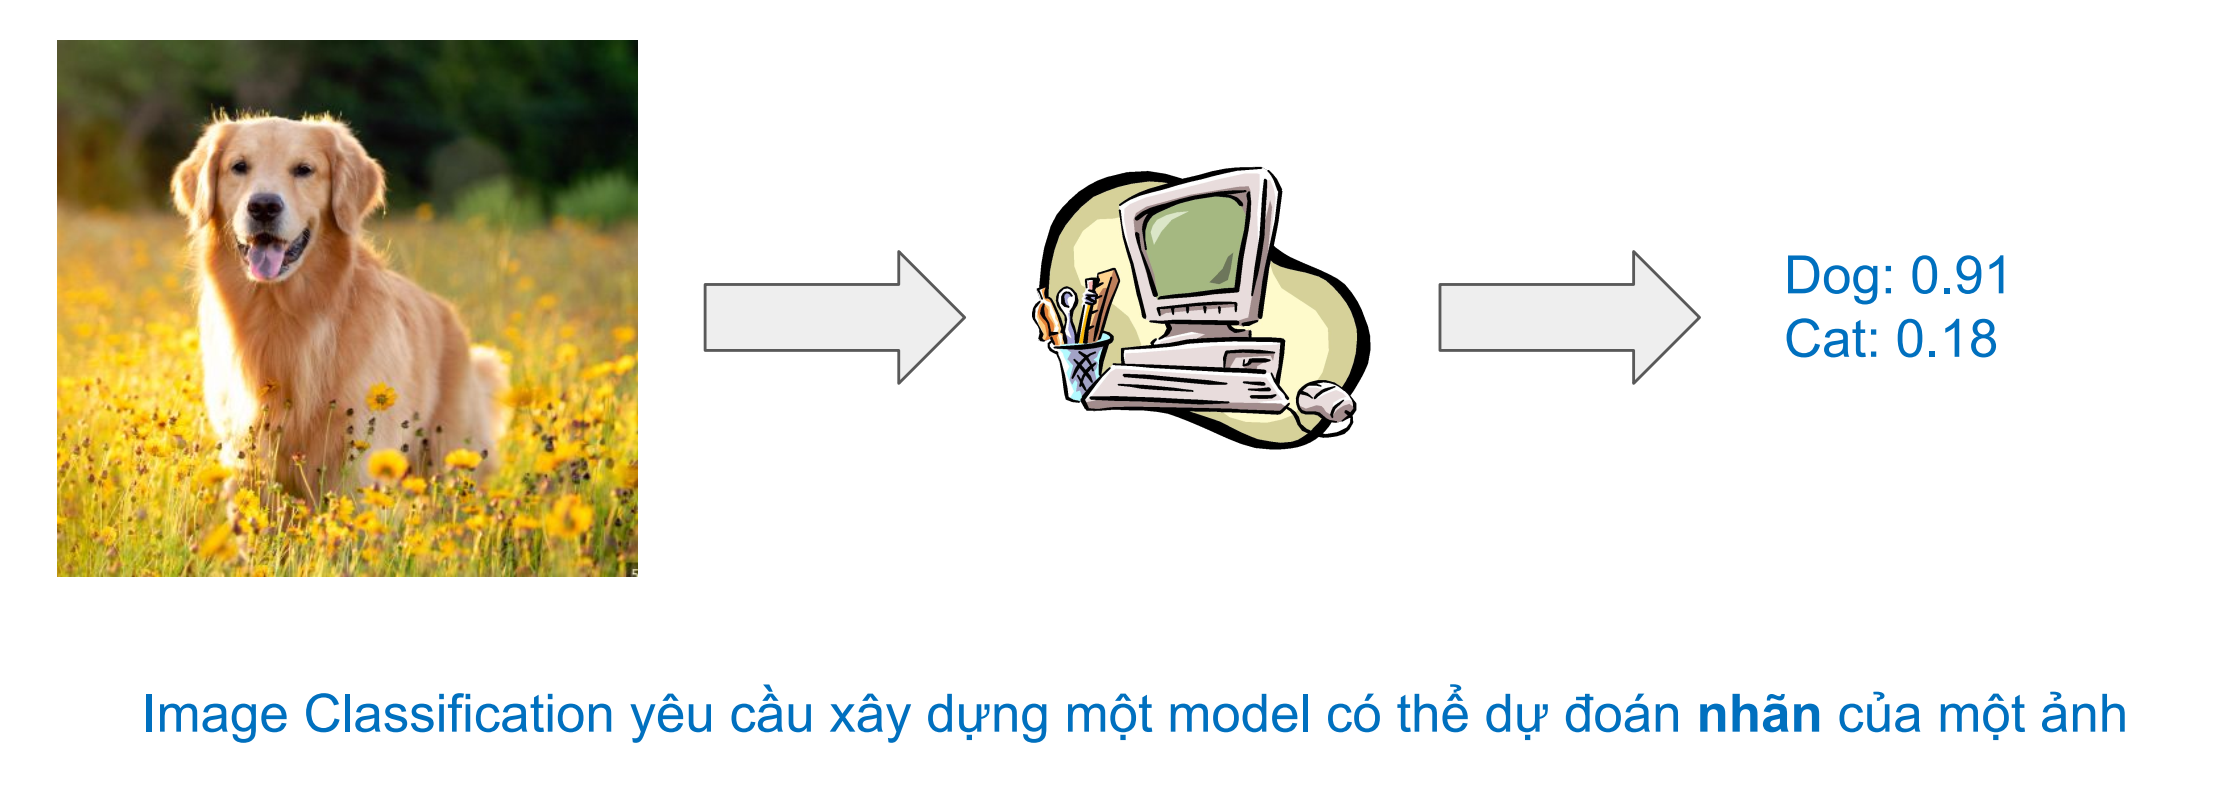 Dog: 0.91
Cat: 0.18
Image Classification yêu cầu xây dựng một model có thể dự đoán nhãn của một ảnh